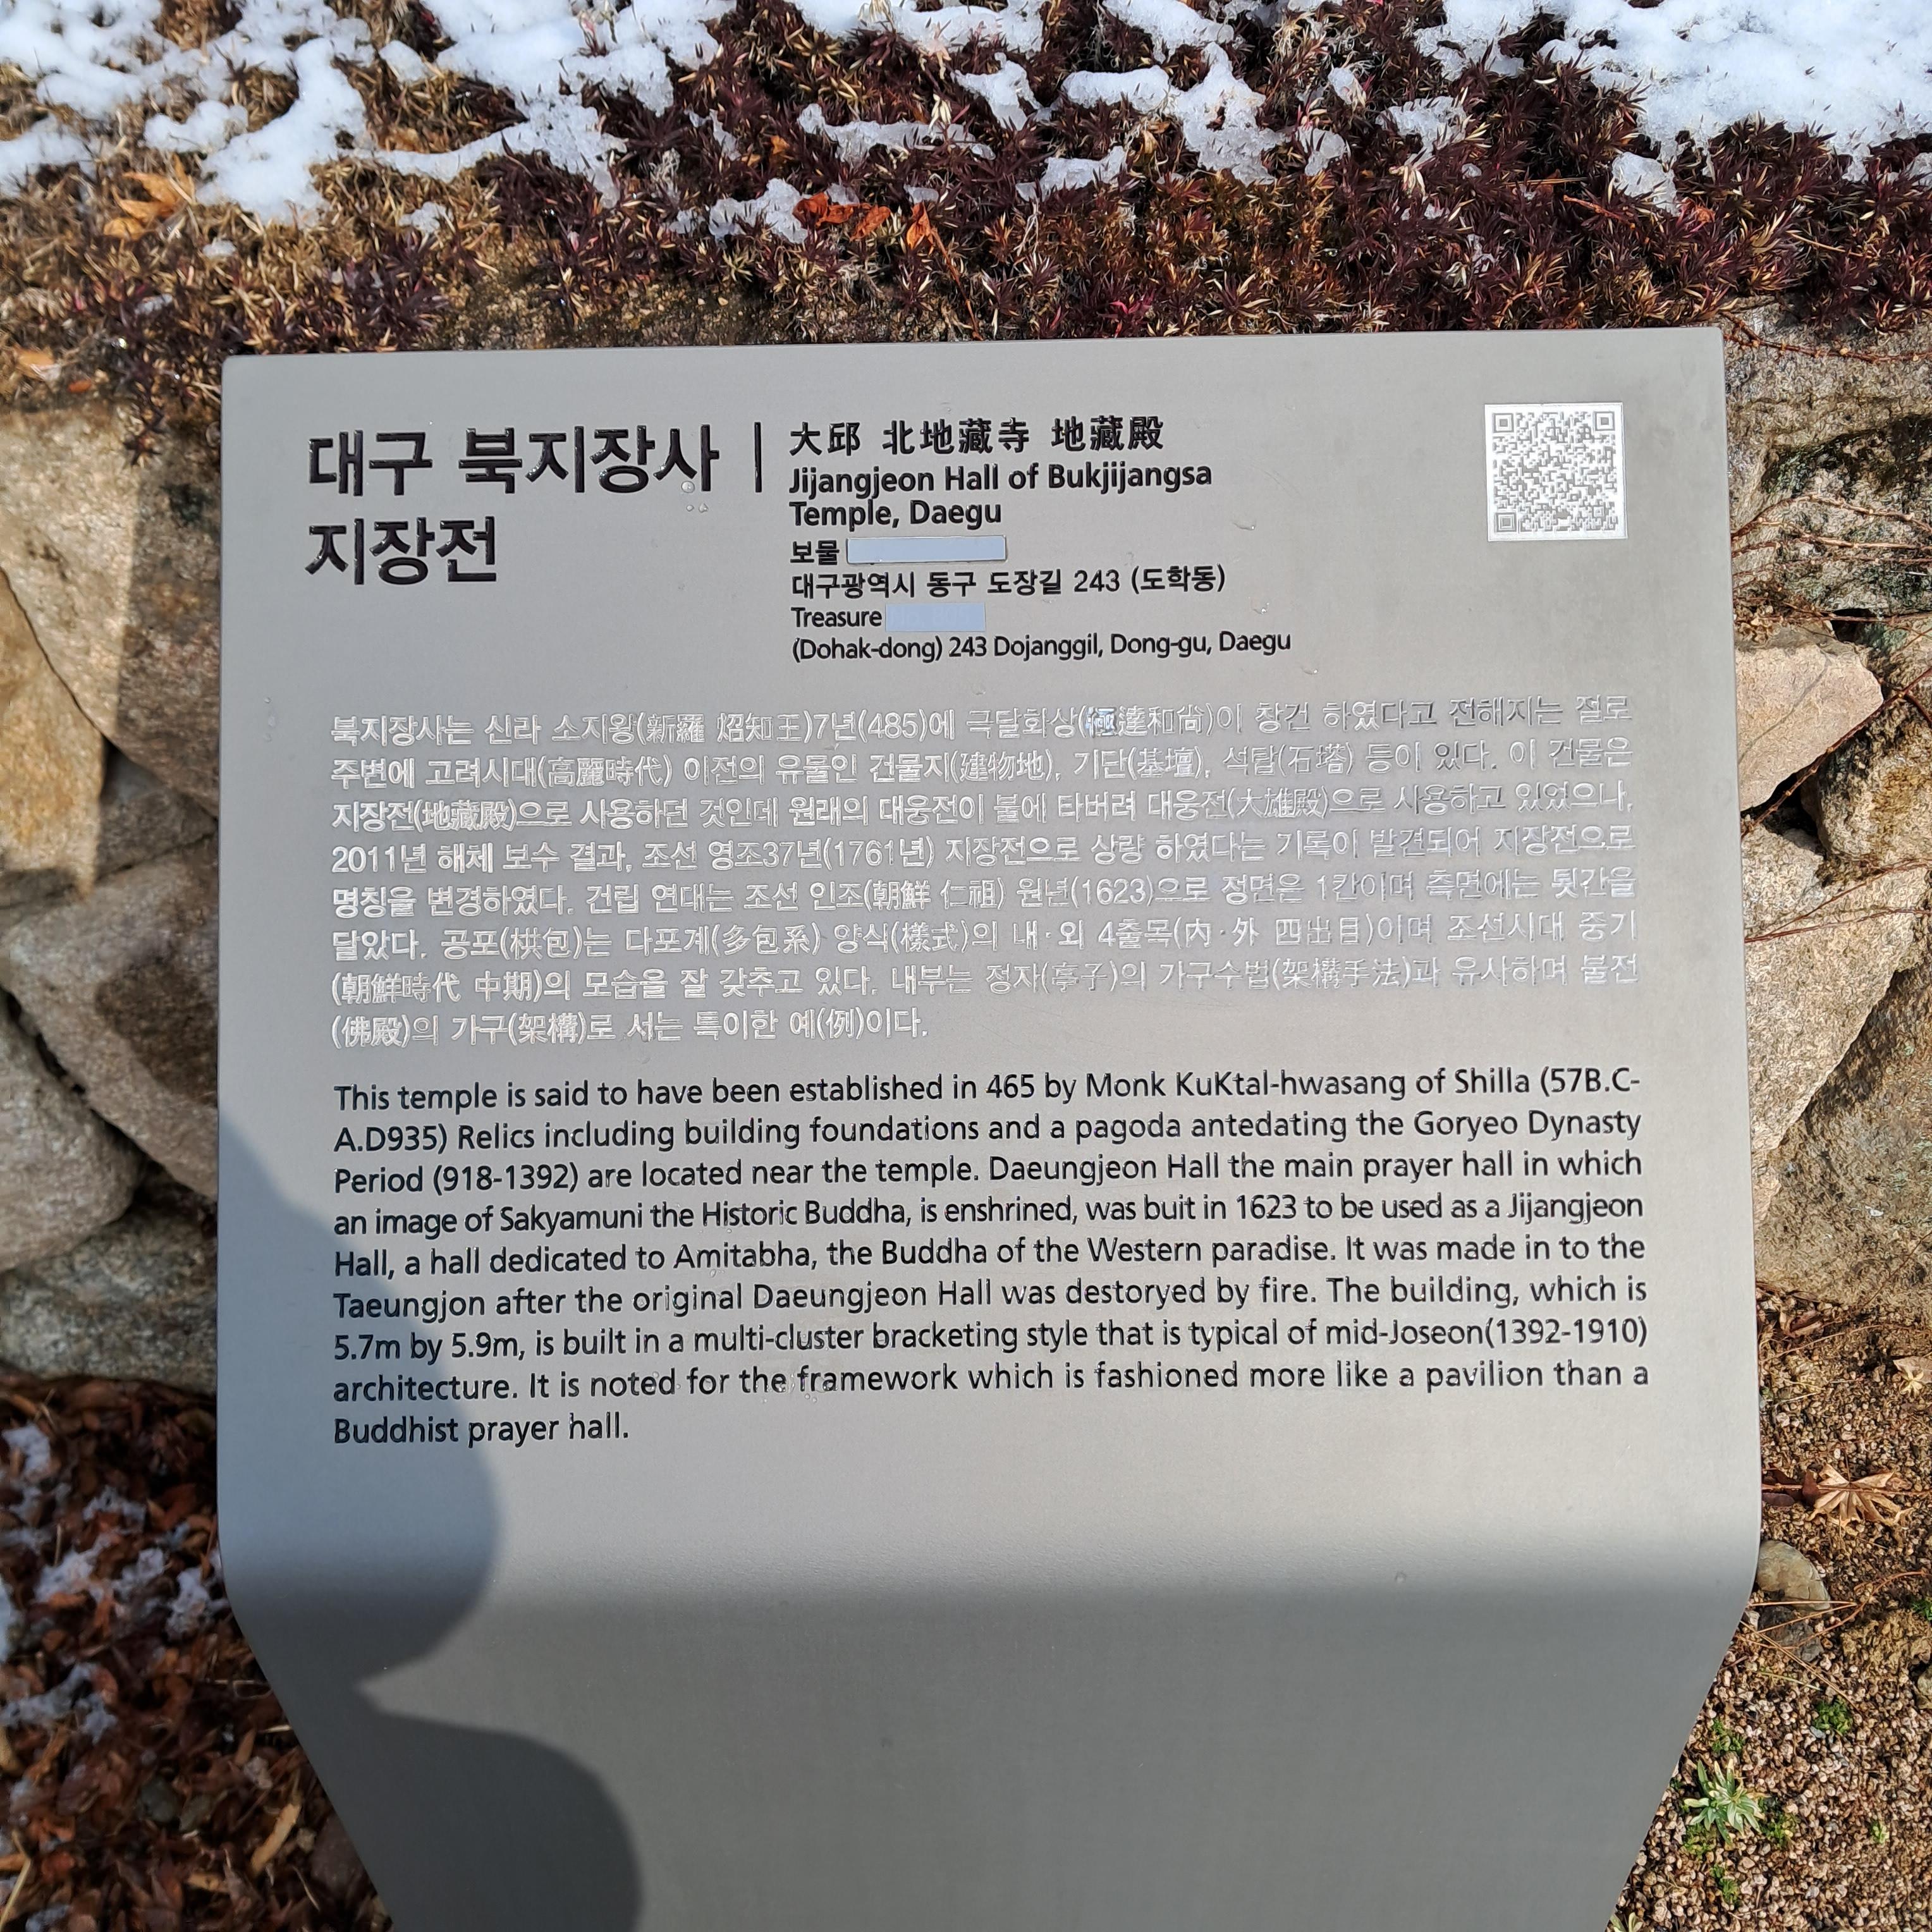 대구 북지장사
지장전
大邱 北地藏寺 地藏殿
Jijangjeon Hall of Bukjijangsa
Temple, Daegu
보물
대구광역시 동구 도장길 243 (도학동)
Treasure
(Dohak-dong) 243 Dojanggil, Dong-gu, Daegu
북지장사는 신라 소지왕(新羅 炤知王)7년(485)에 극달화상(極達和尙)이 창건 하였다고 전해지는 절로
주변에 고려시대(高麗時代) 이전의 유물인 건물지(建物地), 기단(基壇), 석탑(石塔) 등이 있다. 이 건물은
지장전(地藏殿)으로 사용하던 것인데 원래의 대웅전이 불에 타버려 대웅전(大雄殿)으로 사용하고 있었으나,
2011년 해체 보수 결과, 조선 영조37년(1761년) 지장전으로 상량 하였다는 기록이 발견되어 지장전으로
명칭을 변경하였다. 건립 연대는 조선 인조(朝鮮 仁祖) 원년(1623)으로 정면은 1칸이며 측면에는 툇간을
달았다. 공포(栱包)는 다포계(多包系) 양식(樣式)의 내·외 4출목(內·外 四出目)이며 조선시대 중기
(朝鮮時代 中期)의 모습을 잘 갖추고 있다. 내부는 정자(亭子)의 가구수법(架構手法)과 유사하며 불전
(佛殿)의 가구(架構)로 서는 특이한 예(例)이다.
This temple is said to have been established in 465 by Monk KuKtal-hwasang of Shilla (57B.C-
A.D935) Relics including building foundations and a pagoda antedating the Goryeo Dynasty
Period (918-1392) are located near the temple. Daeungjeon Hall the main prayer hall in which
an image of Sakyamuni the Historic Buddha, is enshrined, was buit in 1623 to be used as a Jijangjeon
Hall, a hall dedicated to Amitabha, the Buddha of the Western paradise. It was made in to the
Taeungjon after the original Daeungjeon Hall was destoryed by fire. The building, which is
5.7m by 5.9m, is built in a multi-cluster bracketing style that is typical of mid-Joseon(1392-1910)
architecture. It is noted for the framework which is fashioned more like a pavilion than a
Buddhist prayer hall.